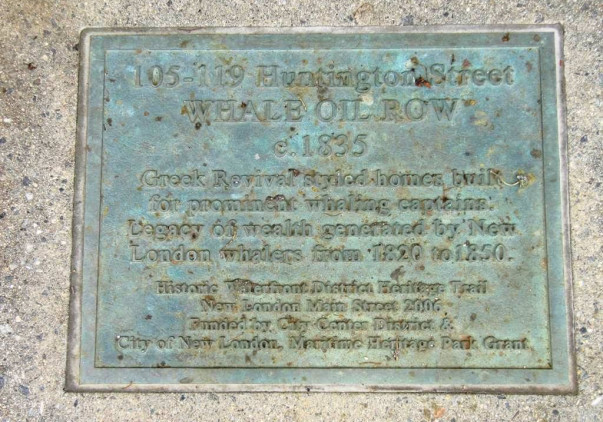 105-119 Huntington Street
WHALE OIL ROW
c.1835
Greek Revival styled homes built
for prominent whaling captains.
Legacy of wealth generated by New
London whalers from 1820 to 1850.
Historic Waterfront District Heritage Trail
New London Main Street 2006
Funded by City Center District &
City of New London, Maritime Heritage Park Grant